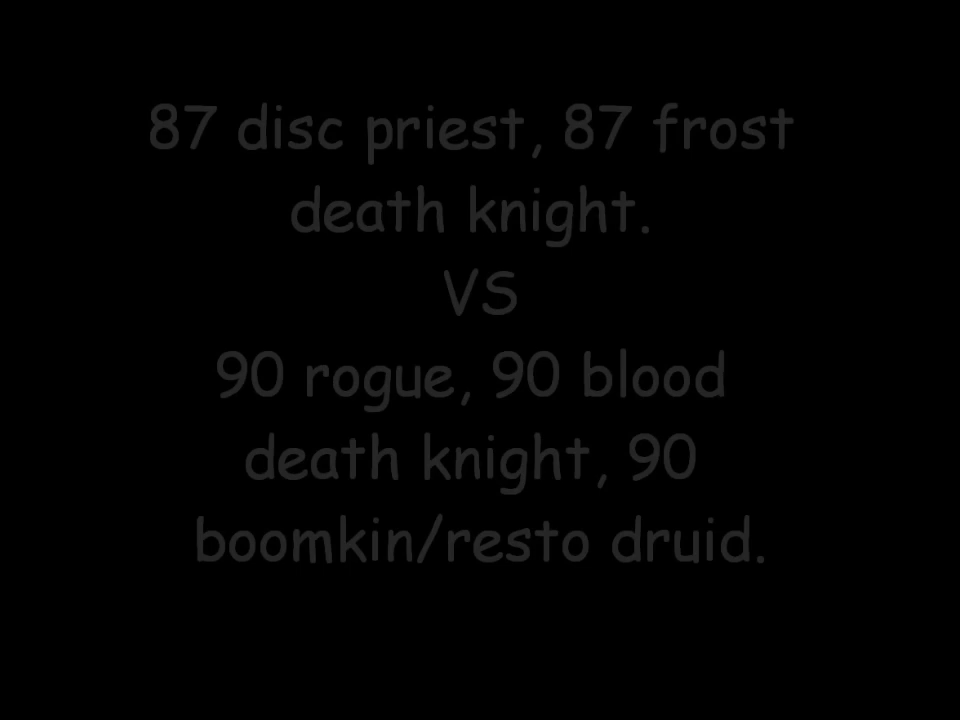 87 disc priest, 87 frost
death knight.
VS
90 rogue, 90 blood
death knight, 90
boomkin/resto druid.